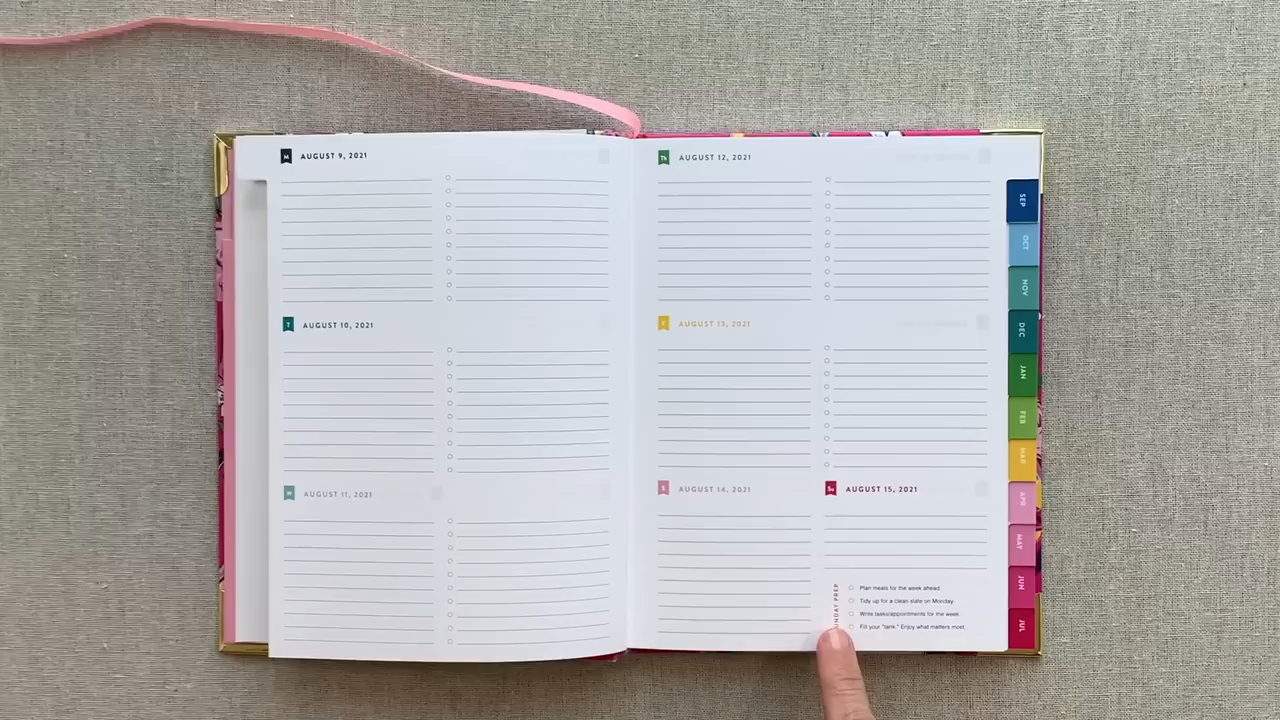 M AUGUST 9, 2021
T AUGUST 10, 2021
W AUGUST 11, 2021
Th AUGUST 12, 2021
F AUGUST 13, 2021
S AUGUST 14, 2021
Su AUGUST 15, 2021
Plan meals for the week ahead.
Tidy up for a clean slate on Monday.
Write tasks/appointments for the week.
Fill your "tank." Enjoy what matters most.
PREP
SEP
OCT
NOV
DEC
JAN
FEB
MAR
APR
MAY
JUN
JUL